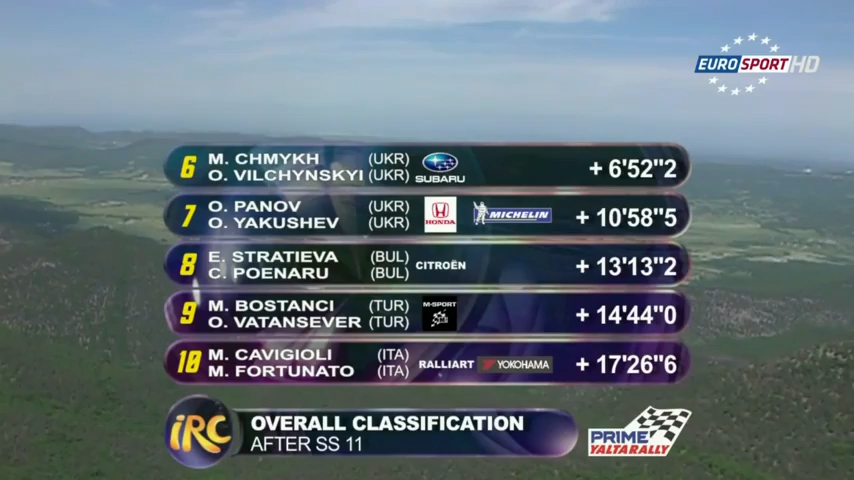 EUROSPORT HD
6 M. CHMYKH (UKR) SUBARU + 6'52"2
O. VILCHYNSKYI (UKR)
7 O. PANOV (UKR) HONDA MICHELIN + 10'58"5
O. YAKUSHEV (UKR)
8 E. STRATIEVA (BUL) CITROËN + 13'13"2
C. POENARU (BUL)
9 M. BOSTANCI (TUR) M-SPORT + 14'44"0
O. VATANSEVER (TUR)
10 M. CAVIGIOLI (ITA) RALLIART YOKOHAMA + 17'26"6
M. FORTUNATO (ITA)
iRC OVERALL CLASSIFICATION
AFTER SS 11
PRIME
YALTA RALLY